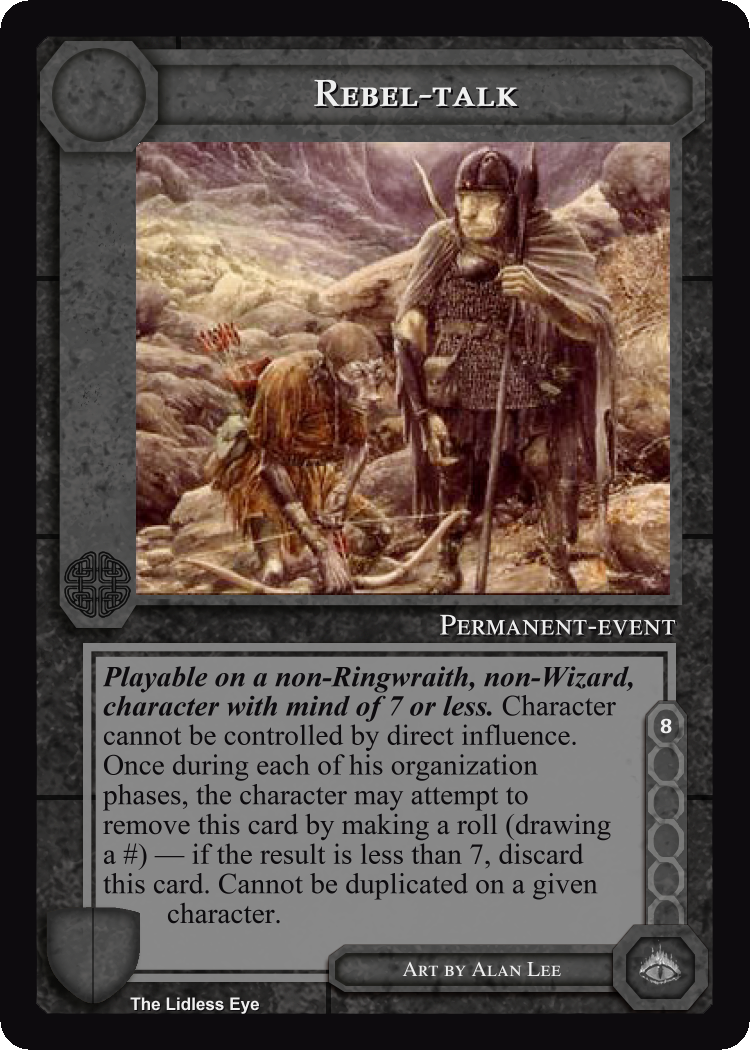 REBEL-TALK
PERMANENT-EVENT
Playable on a non-Ringwraith, non-Wizard,
character with mind of 7 or less. Character
cannot be controlled by direct influence.
Once during each of his organization
phases, the character may attempt to
remove this card by making a roll (drawing
a #) — if the result is less than 7, discard
this card. Cannot be duplicated on a given
character.
8
ART BY ALAN LEE
The Lidless Eye